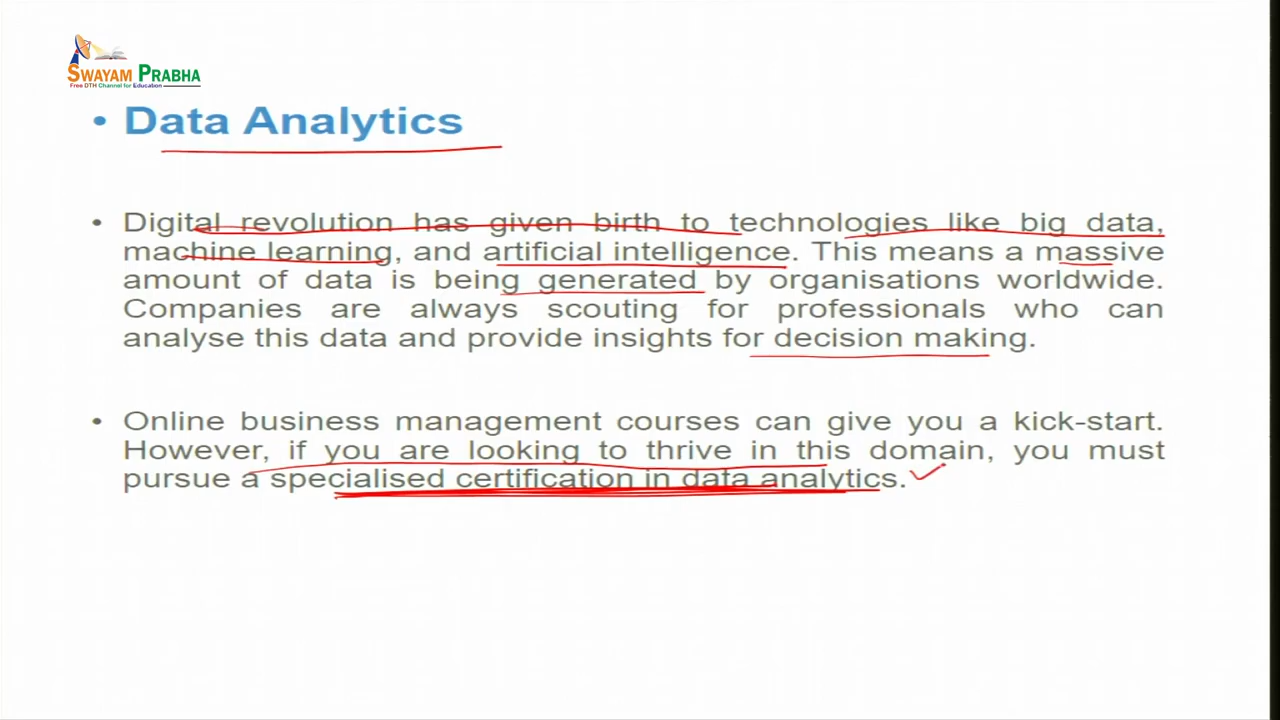 SWAYAM PRABHA
Free DTH Channel for Education
• Data Analytics
• Digital revolution has given birth to technologies like big data,
machine learning, and artificial intelligence. This means a massive
amount of data is being generated by organisations worldwide.
Companies are always scouting for professionals who can
analyse this data and provide insights for decision making.
• Online business management courses can give you a kick-start.
However, if you are looking to thrive in this domain, you must
pursue a specialised certification in data analytics.